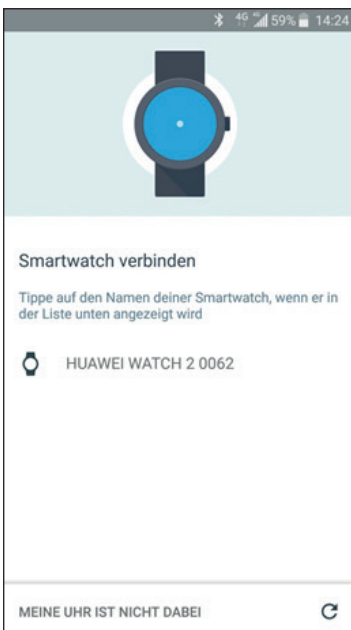 4G 59% 14:24
Smartwatch verbinden
Tippe auf den Namen deiner Smartwatch, wenn er in
der Liste unten angezeigt wird
HUAWEI WATCH 2 0062
MEINE UHR IST NICHT DABEI